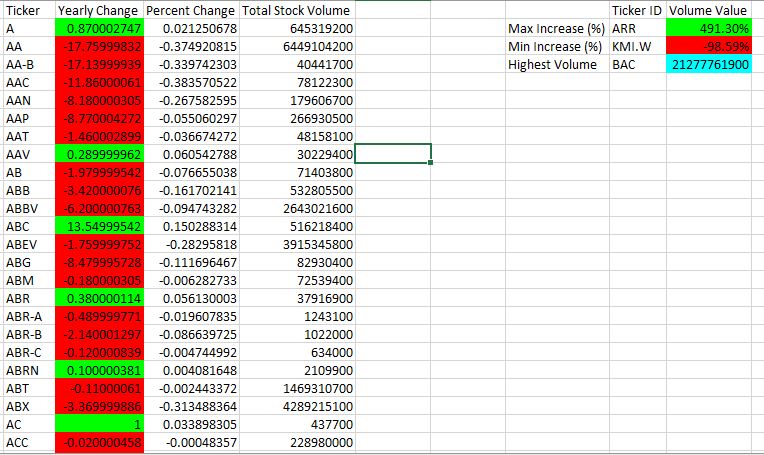 Ticker Yearly Change Percent Change Total Stock Volume Ticker ID Volume Value
A 0.870002747 0.021250678 645319200 Max Increase (%) ARR 491.30%
AA -17.75999832 -0.374920815 6449104200 Min Increase (%) KMI.W -98.59%
AA-B -17.13999939 -0.339742303 40441700 Highest Volume BAC 21277761900
AAC -11.86000061 -0.383570522 78122300
AAN -8.180000305 -0.267582595 179606700
AAP -8.770004272 -0.055060297 266930500
AAT -1.460002899 -0.036674272 48158100
AAV 0.289999962 0.060542788 30229400
AB -1.979999542 -0.076655038 71403800
ABB -3.420000076 -0.161702141 532805500
ABBV -6.200000763 -0.094743282 2643021600
ABC 13.54999542 0.150288314 516218400
ABEV -1.759999752 -0.28295818 3915345800
ABG -8.479995728 -0.111696467 82930400
ABM -0.180000305 -0.006282733 72539400
ABR 0.380000114 0.056130003 37916900
ABR-A -0.489999771 -0.019607835 1243100
ABR-B -2.140001297 -0.086639725 1022000
ABR-C -0.120000839 -0.004744992 634000
ABRN 0.100000381 0.004081648 2109900
ABT -0.11000061 -0.002443372 1469310700
ABX -3.369999886 -0.313488364 4289215100
AC 1 0.033898305 437700
ACC -0.020000458 -0.00048357 228980000